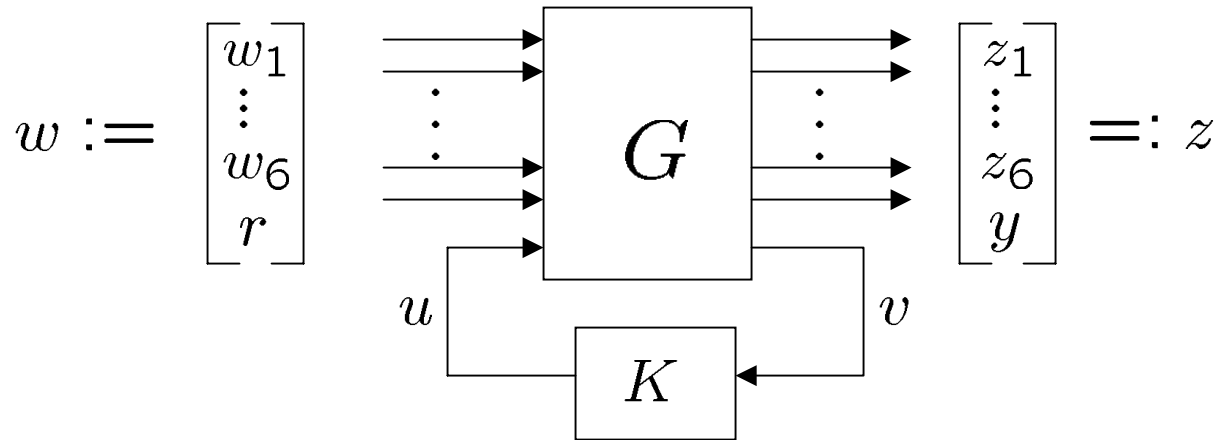 w := [w₁ ⋮ w₆ r]
G
[z₁ ⋮ z₆ y] =: z
u
v
K